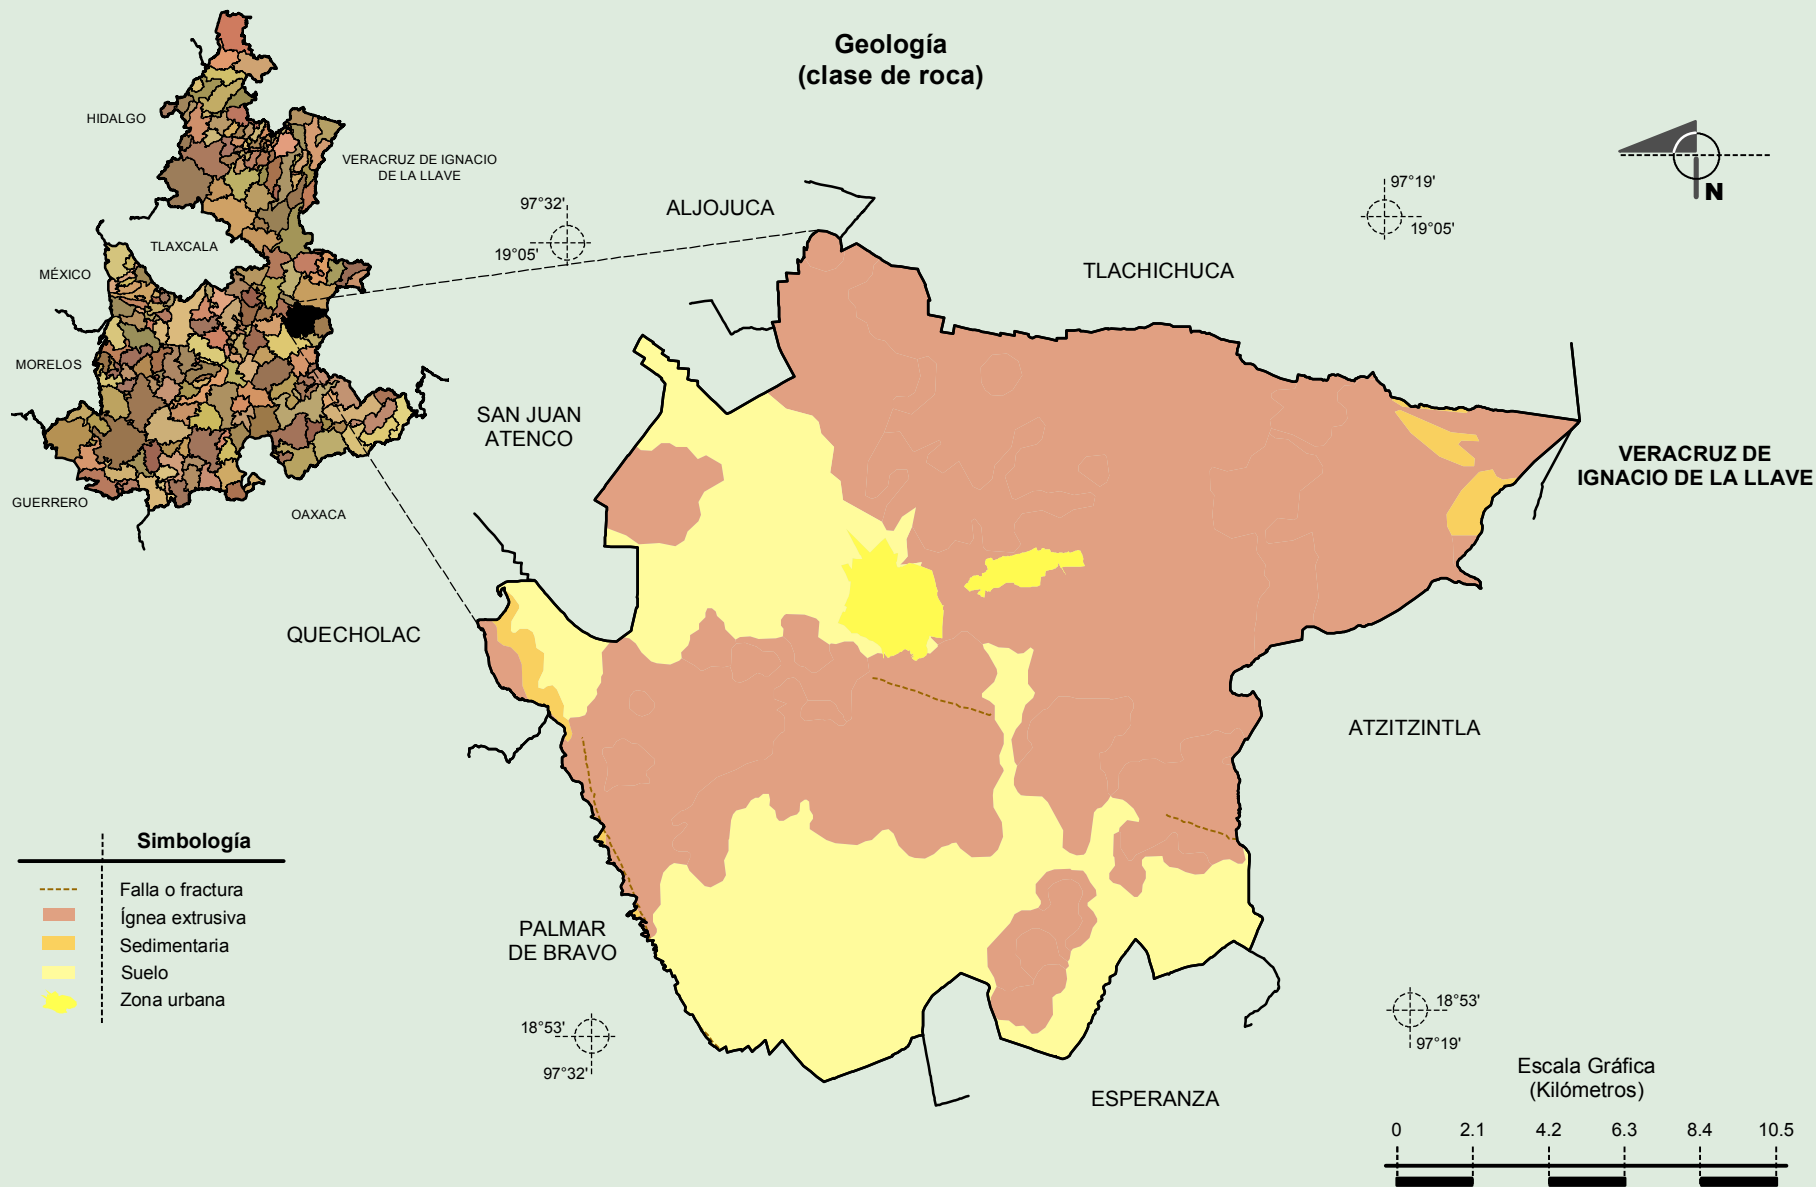 Geología
(clase de roca)
HIDALGO
VERACRUZ DE IGNACIO
DE LA LLAVE
TLAXCALA
MÉXICO
MORELOS
GUERRERO
OAXACA
N
97°32'
19°05'
97°19'
19°05'
ALJOJUCA
TLACHICHUCA
SAN JUAN
ATENCO
VERACRUZ DE
IGNACIO DE LA LLAVE
QUECHOLAC
ATZITZINTLA
PALMAR
DE BRAVO
ESPERANZA
18°53'
97°32'
18°53'
97°19'
Simbología
Falla o fractura
Ígnea extrusiva
Sedimentaria
Suelo
Zona urbana
Escala Gráfica
(Kilómetros)
0 2.1 4.2 6.3 8.4 10.5